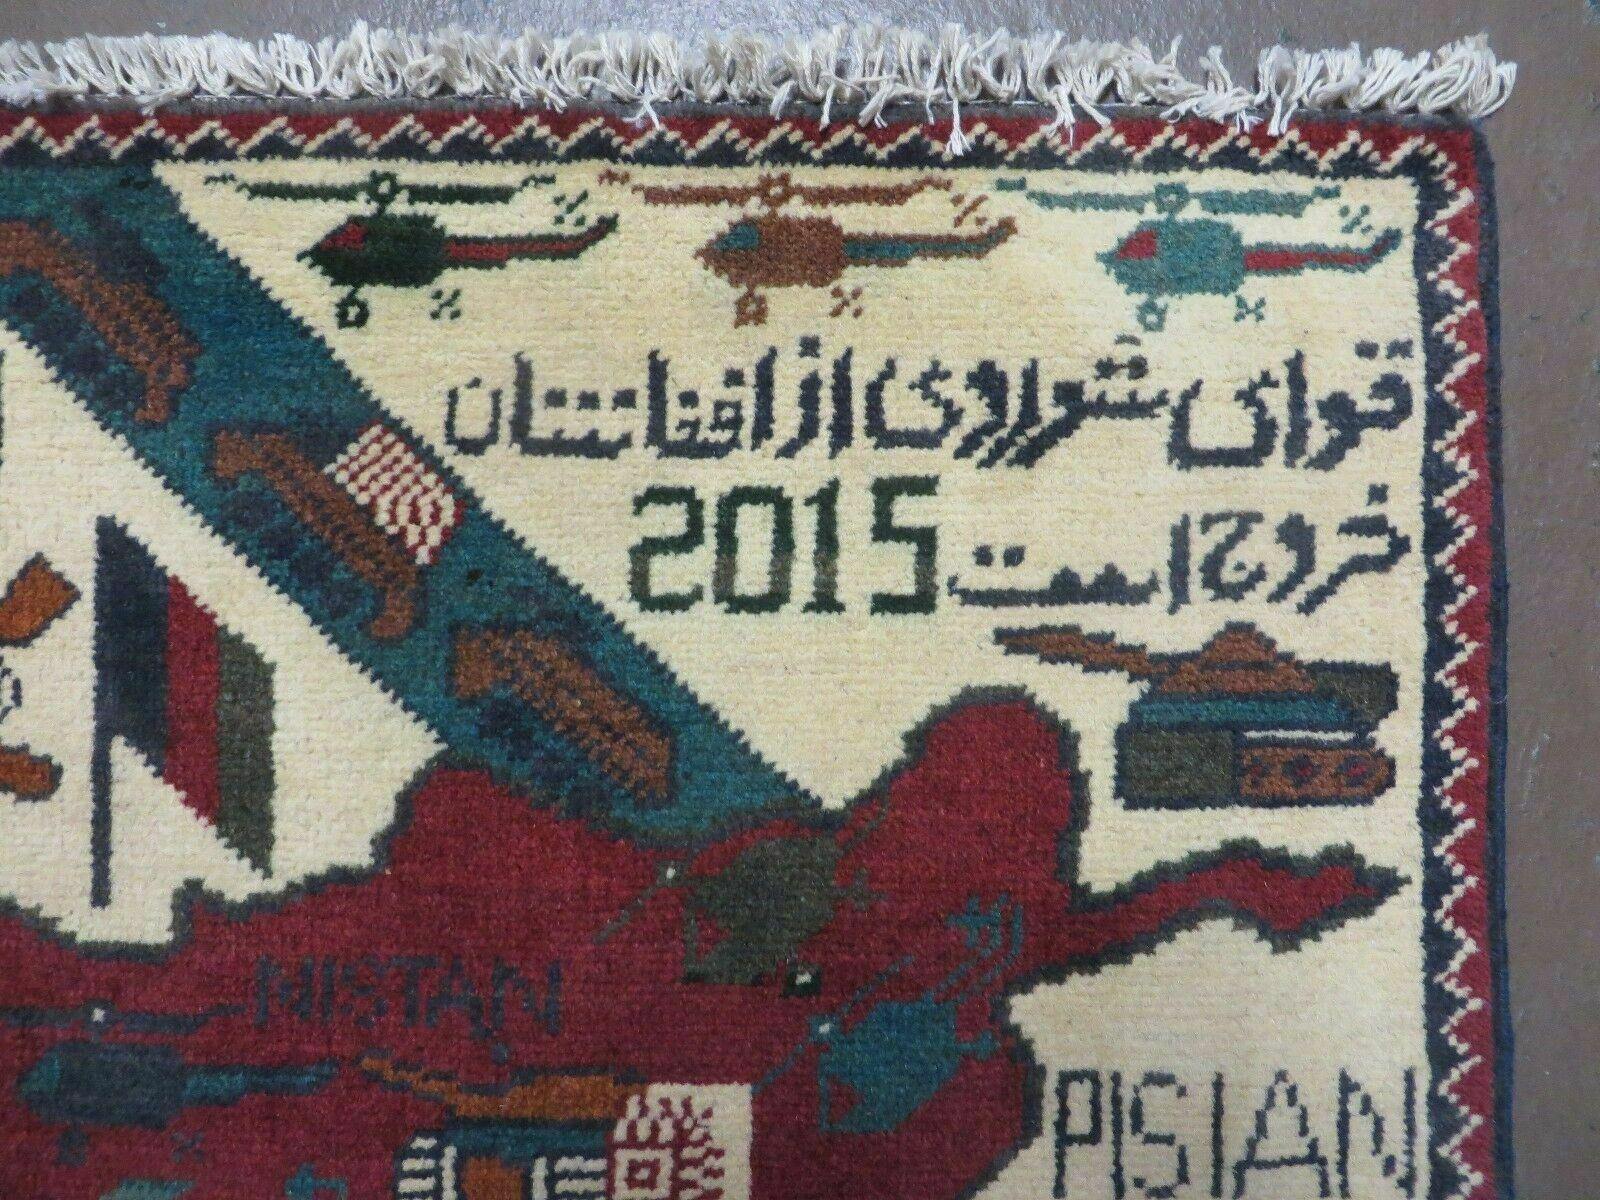 قوای شوروی از افغانستان
خروج است 2015
NISTAN
PISIAN